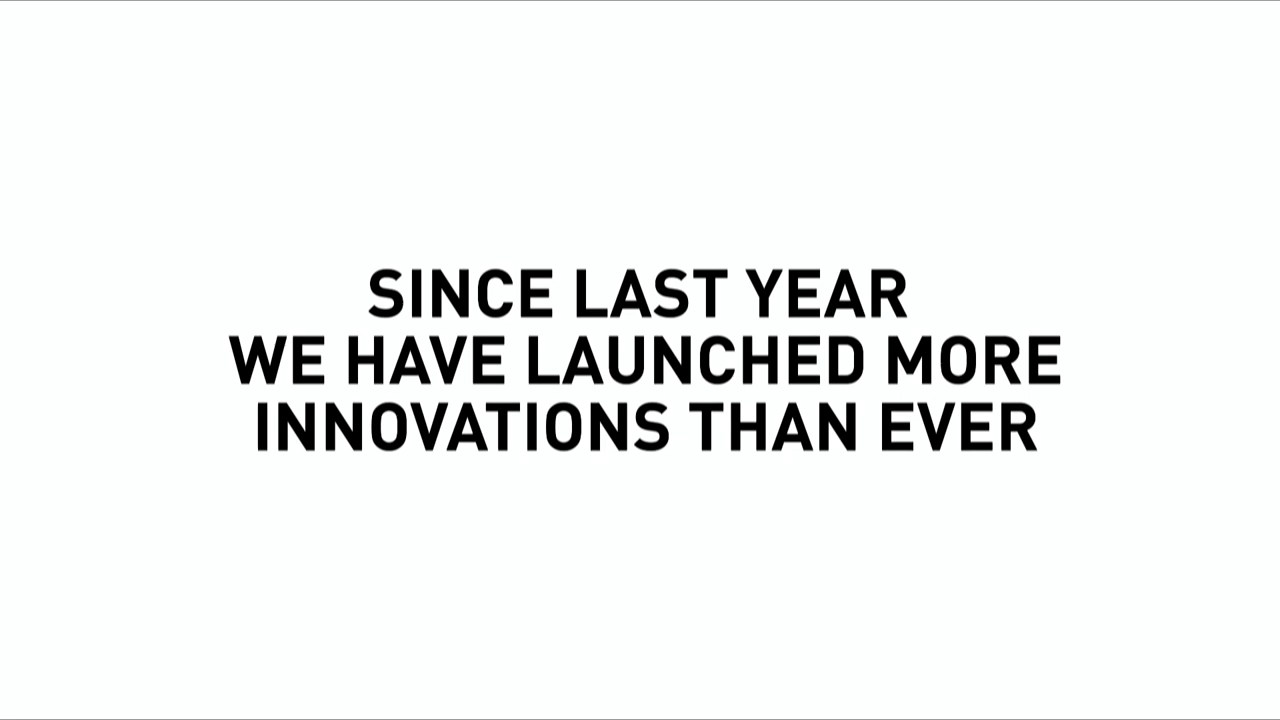 SINCE LAST YEAR
WE HAVE LAUNCHED MORE
INNOVATIONS THAN EVER